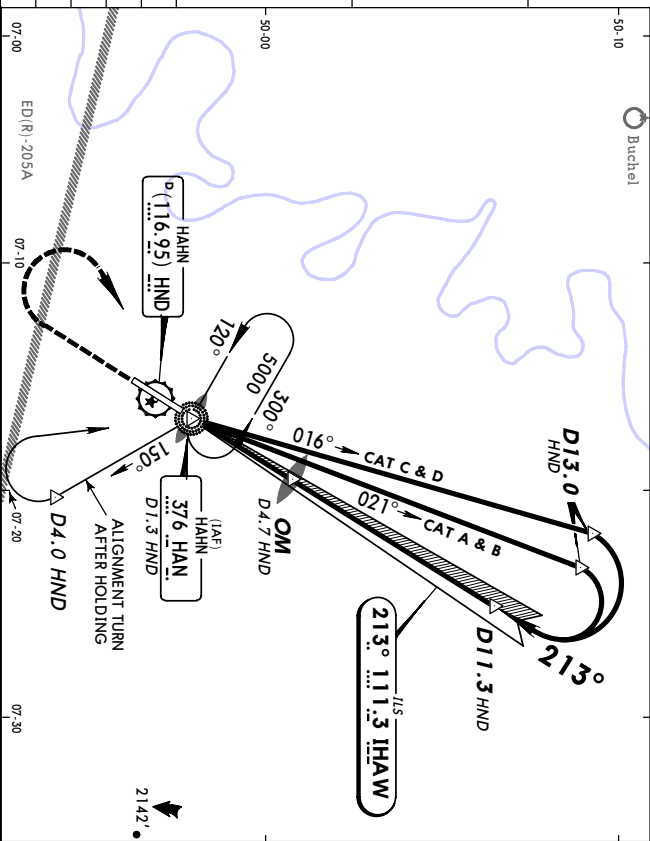 07-00
07-10
07-20
07-30
50-00
50-10
Buchel
ED(R)-205A
HAHN
D (116.95) HND
120°
5000
300°
016° CAT C & D
021° CAT A & B
D13.0
HND
150°
(IAF)
HAHN
376 HAN
D1.3 HND
OM
D4.7 HND
D4.0 HND
ALIGNMENT TURN
AFTER HOLDING
ILS
213° 111.3 IHAW
D11.3 HND
213°
2142'